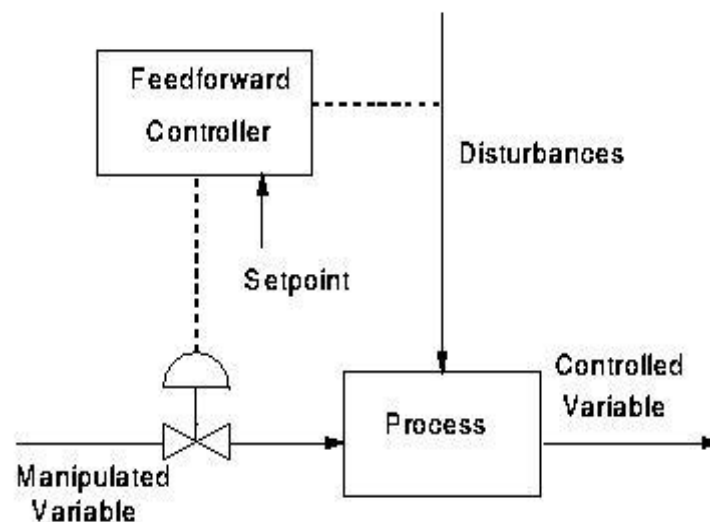 Feedforward
Controller
Disturbances
Setpoint
Controlled
Variable
Process
Manipulated
Variable